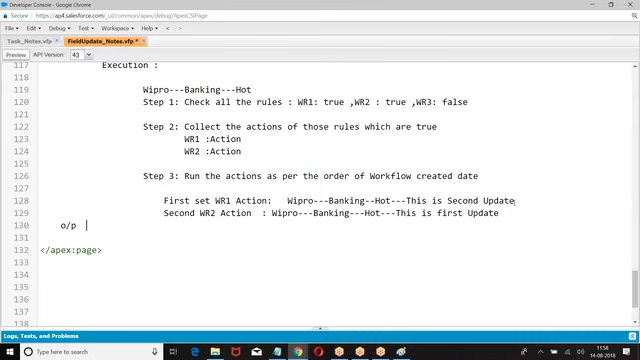 Developer Console - Google Chrome
Secure
https://ap4.salesforce.com/_ui/common/apex/debug/ApexCSIPage
File Edit Debug Test Workspace Help < >
Task_Notes.vfp FieldUpdate_Notes.vfp *
Preview API Version: 43
117 Execution :
118
119 Wipro---Banking---Hot
120 Step 1: Check all the rules : WR1: true ,WR2 : true ,WR3: false
121
122 Step 2: Collect the actions of those rules which are true
123 WR1 :Action
124 WR2 :Action
125
126 Step 3: Run the actions as per the order of Workflow created date
127
128 First set WR1 Action: Wipro---Banking--Hot---This is Second Update
129 Second WR2 Action : Wipro---Banking---Hot---This is first Update
130 o/p
131
132 </apex:page>
133
134
135
136
137
138
Logs, Tests, and Problems
Type here to search
11:58
14-08-2018